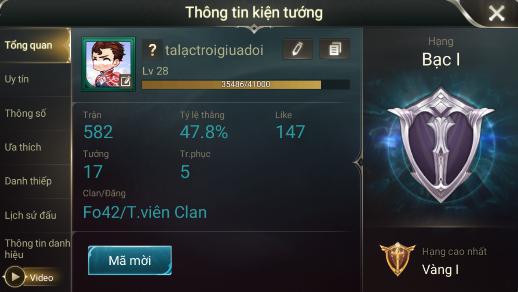 Thông tin kiện tướng
Tổng quan
Uy tín
Thông số
Ưa thích
Danh thiếp
Lịch sử đấu
Thông tin danh hiệu
Video
?
talạctroigiuadoi
Lv 28
35486/41000
Trận
Tỷ lệ thắng
Like
582
47.8%
147
Tướng
Tr.phục
17
5
Clan/Đăng
Fo42/T.viên Clan
Mã mời
Hạng
Bạc I
Hạng cao nhất
Vàng I